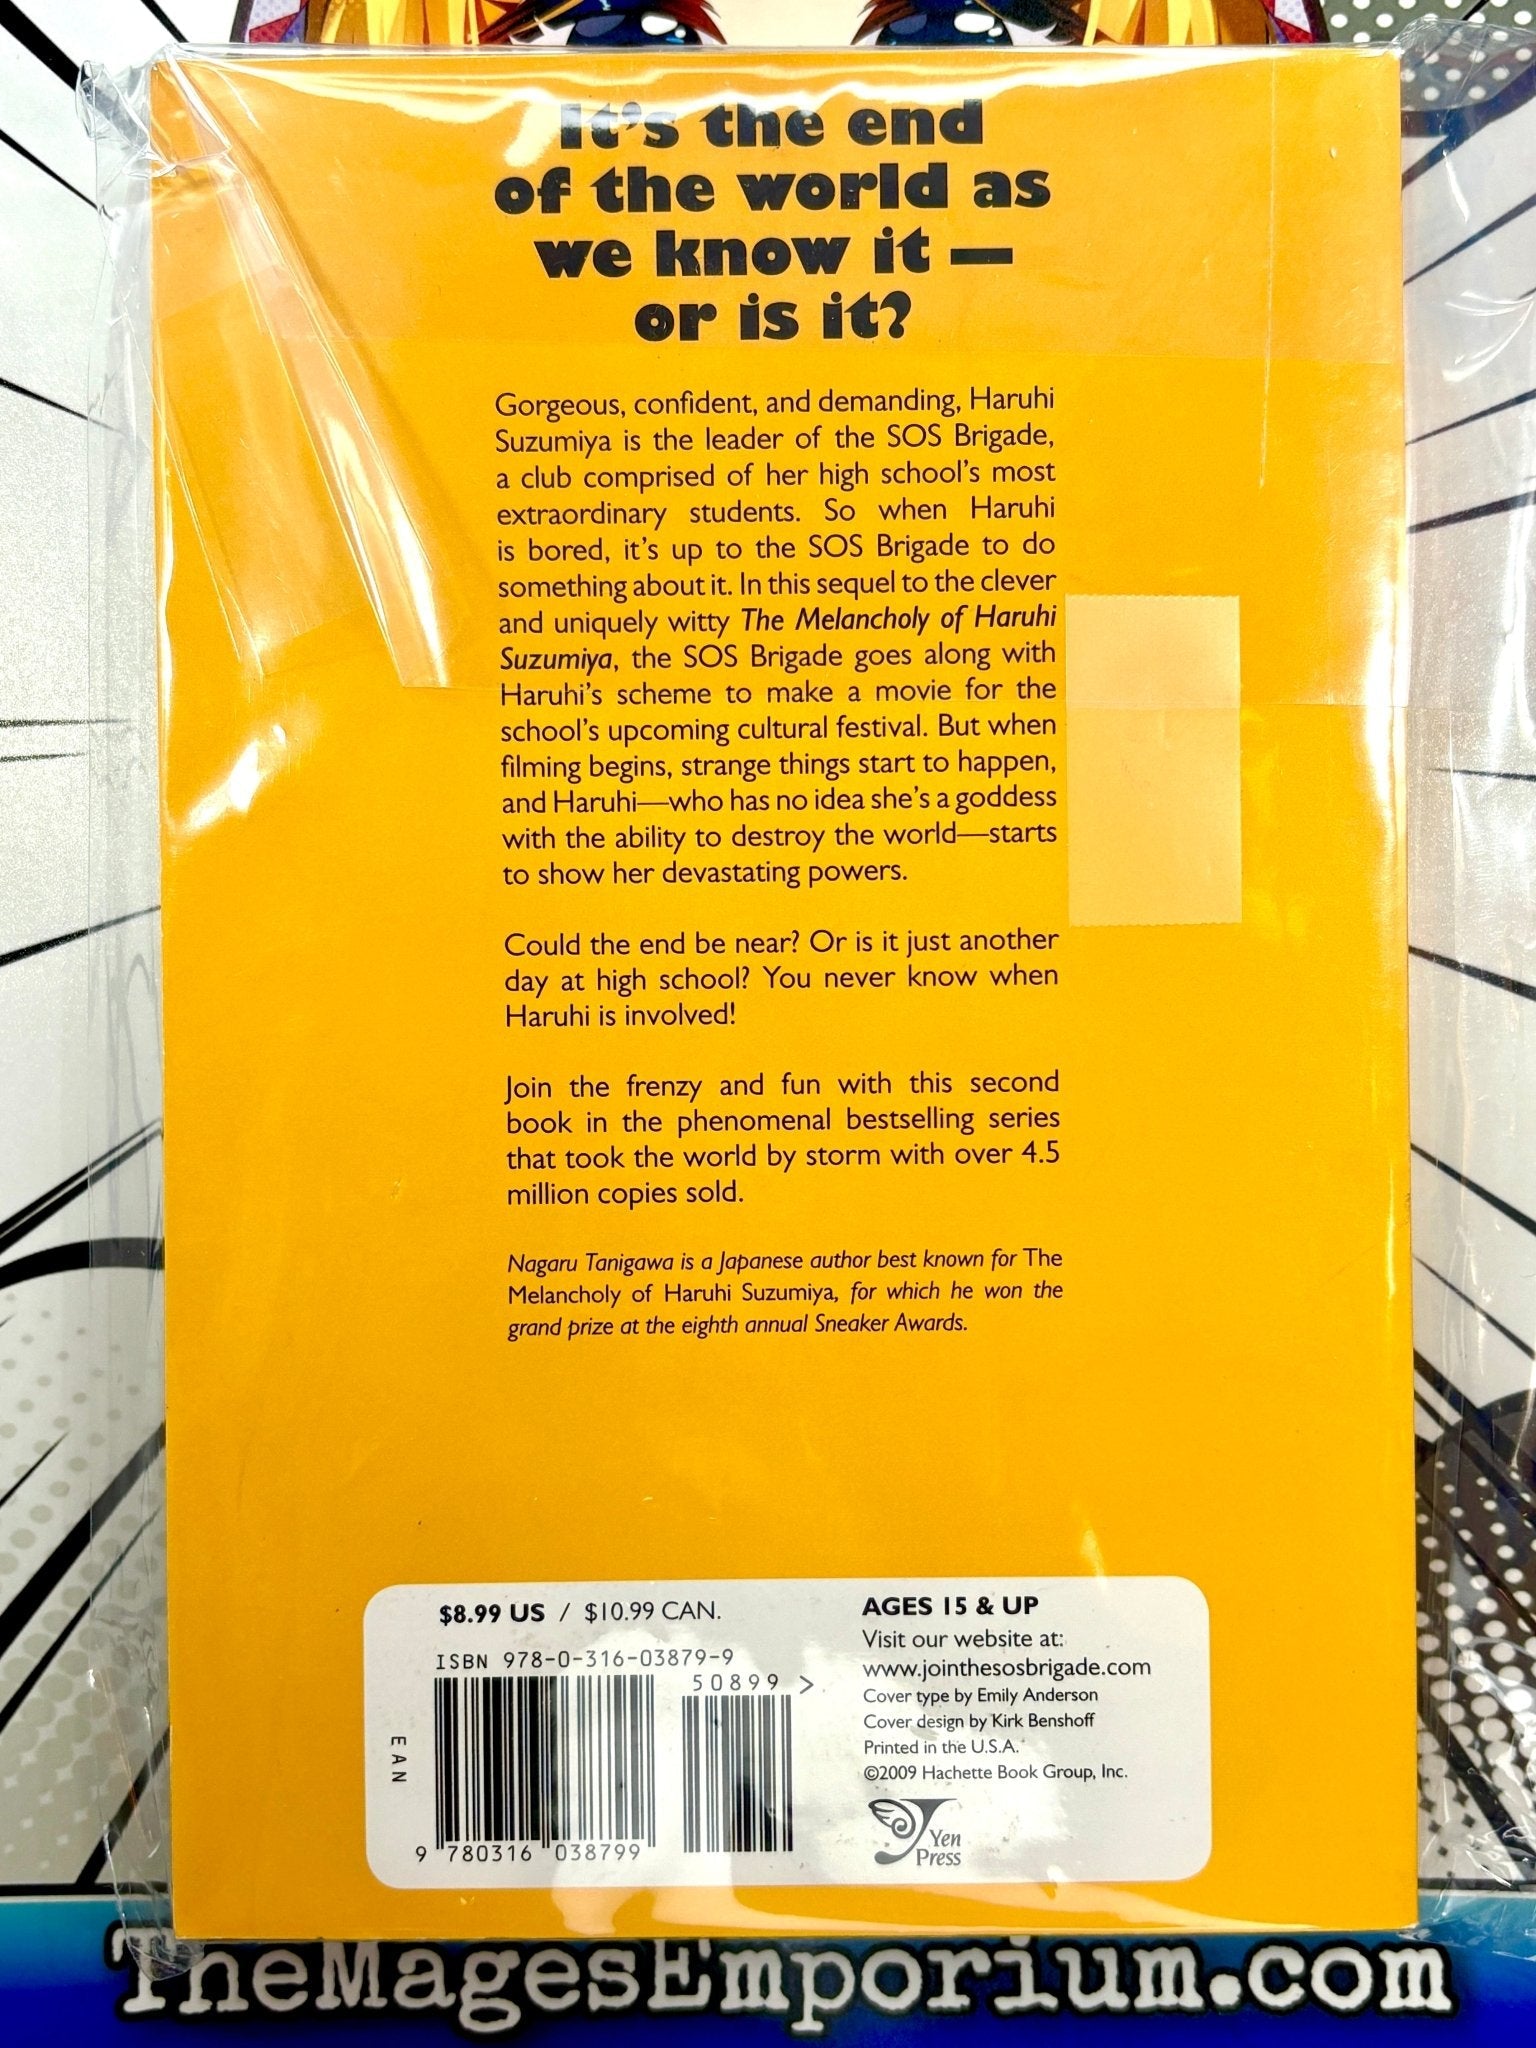 It's the end
of the world as
we know it —
or is it?
Gorgeous, confident, and demanding, Haruhi
Suzumiya is the leader of the SOS Brigade,
a club comprised of her high school's most
extraordinary students. So when Haruhi
is bored, it's up to the SOS Brigade to do
something about it. In this sequel to the clever
and uniquely witty The Melancholy of Haruhi
Suzumiya, the SOS Brigade goes along with
Haruhi's scheme to make a movie for the
school's upcoming cultural festival. But when
filming begins, strange things start to happen,
and Haruhi—who has no idea she's a goddess
with the ability to destroy the world—starts
to show her devastating powers.
Could the end be near? Or is it just another
day at high school? You never know when
Haruhi is involved!
Join the frenzy and fun with this second
book in the phenomenal bestselling series
that took the world by storm with over 4.5
million copies sold.
Nagaru Tanigawa is a Japanese author best known for The
Melancholy of Haruhi Suzumiya, for which he won the
grand prize at the eighth annual Sneaker Awards.
$8.99 US / $10.99 CAN.
ISBN 978-0-316-03879-9
50899 >
EAN
9 780316 038799
AGES 15 & UP
Visit our website at:
www.jointhesosbrigade.com
Cover type by Emily Anderson
Cover design by Kirk Benshoff
Printed in the U.S.A.
©2009 Hachette Book Group, Inc.
Yen
Press
TheMagesEmporium.com